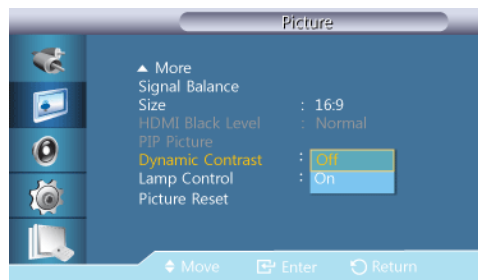 Picture
▲ More
Signal Balance
Size : 16:9
HDMI Black Level : Normal
PIP Picture
Dynamic Contrast : Off
Lamp Control : On
Picture Reset
Move Enter Return